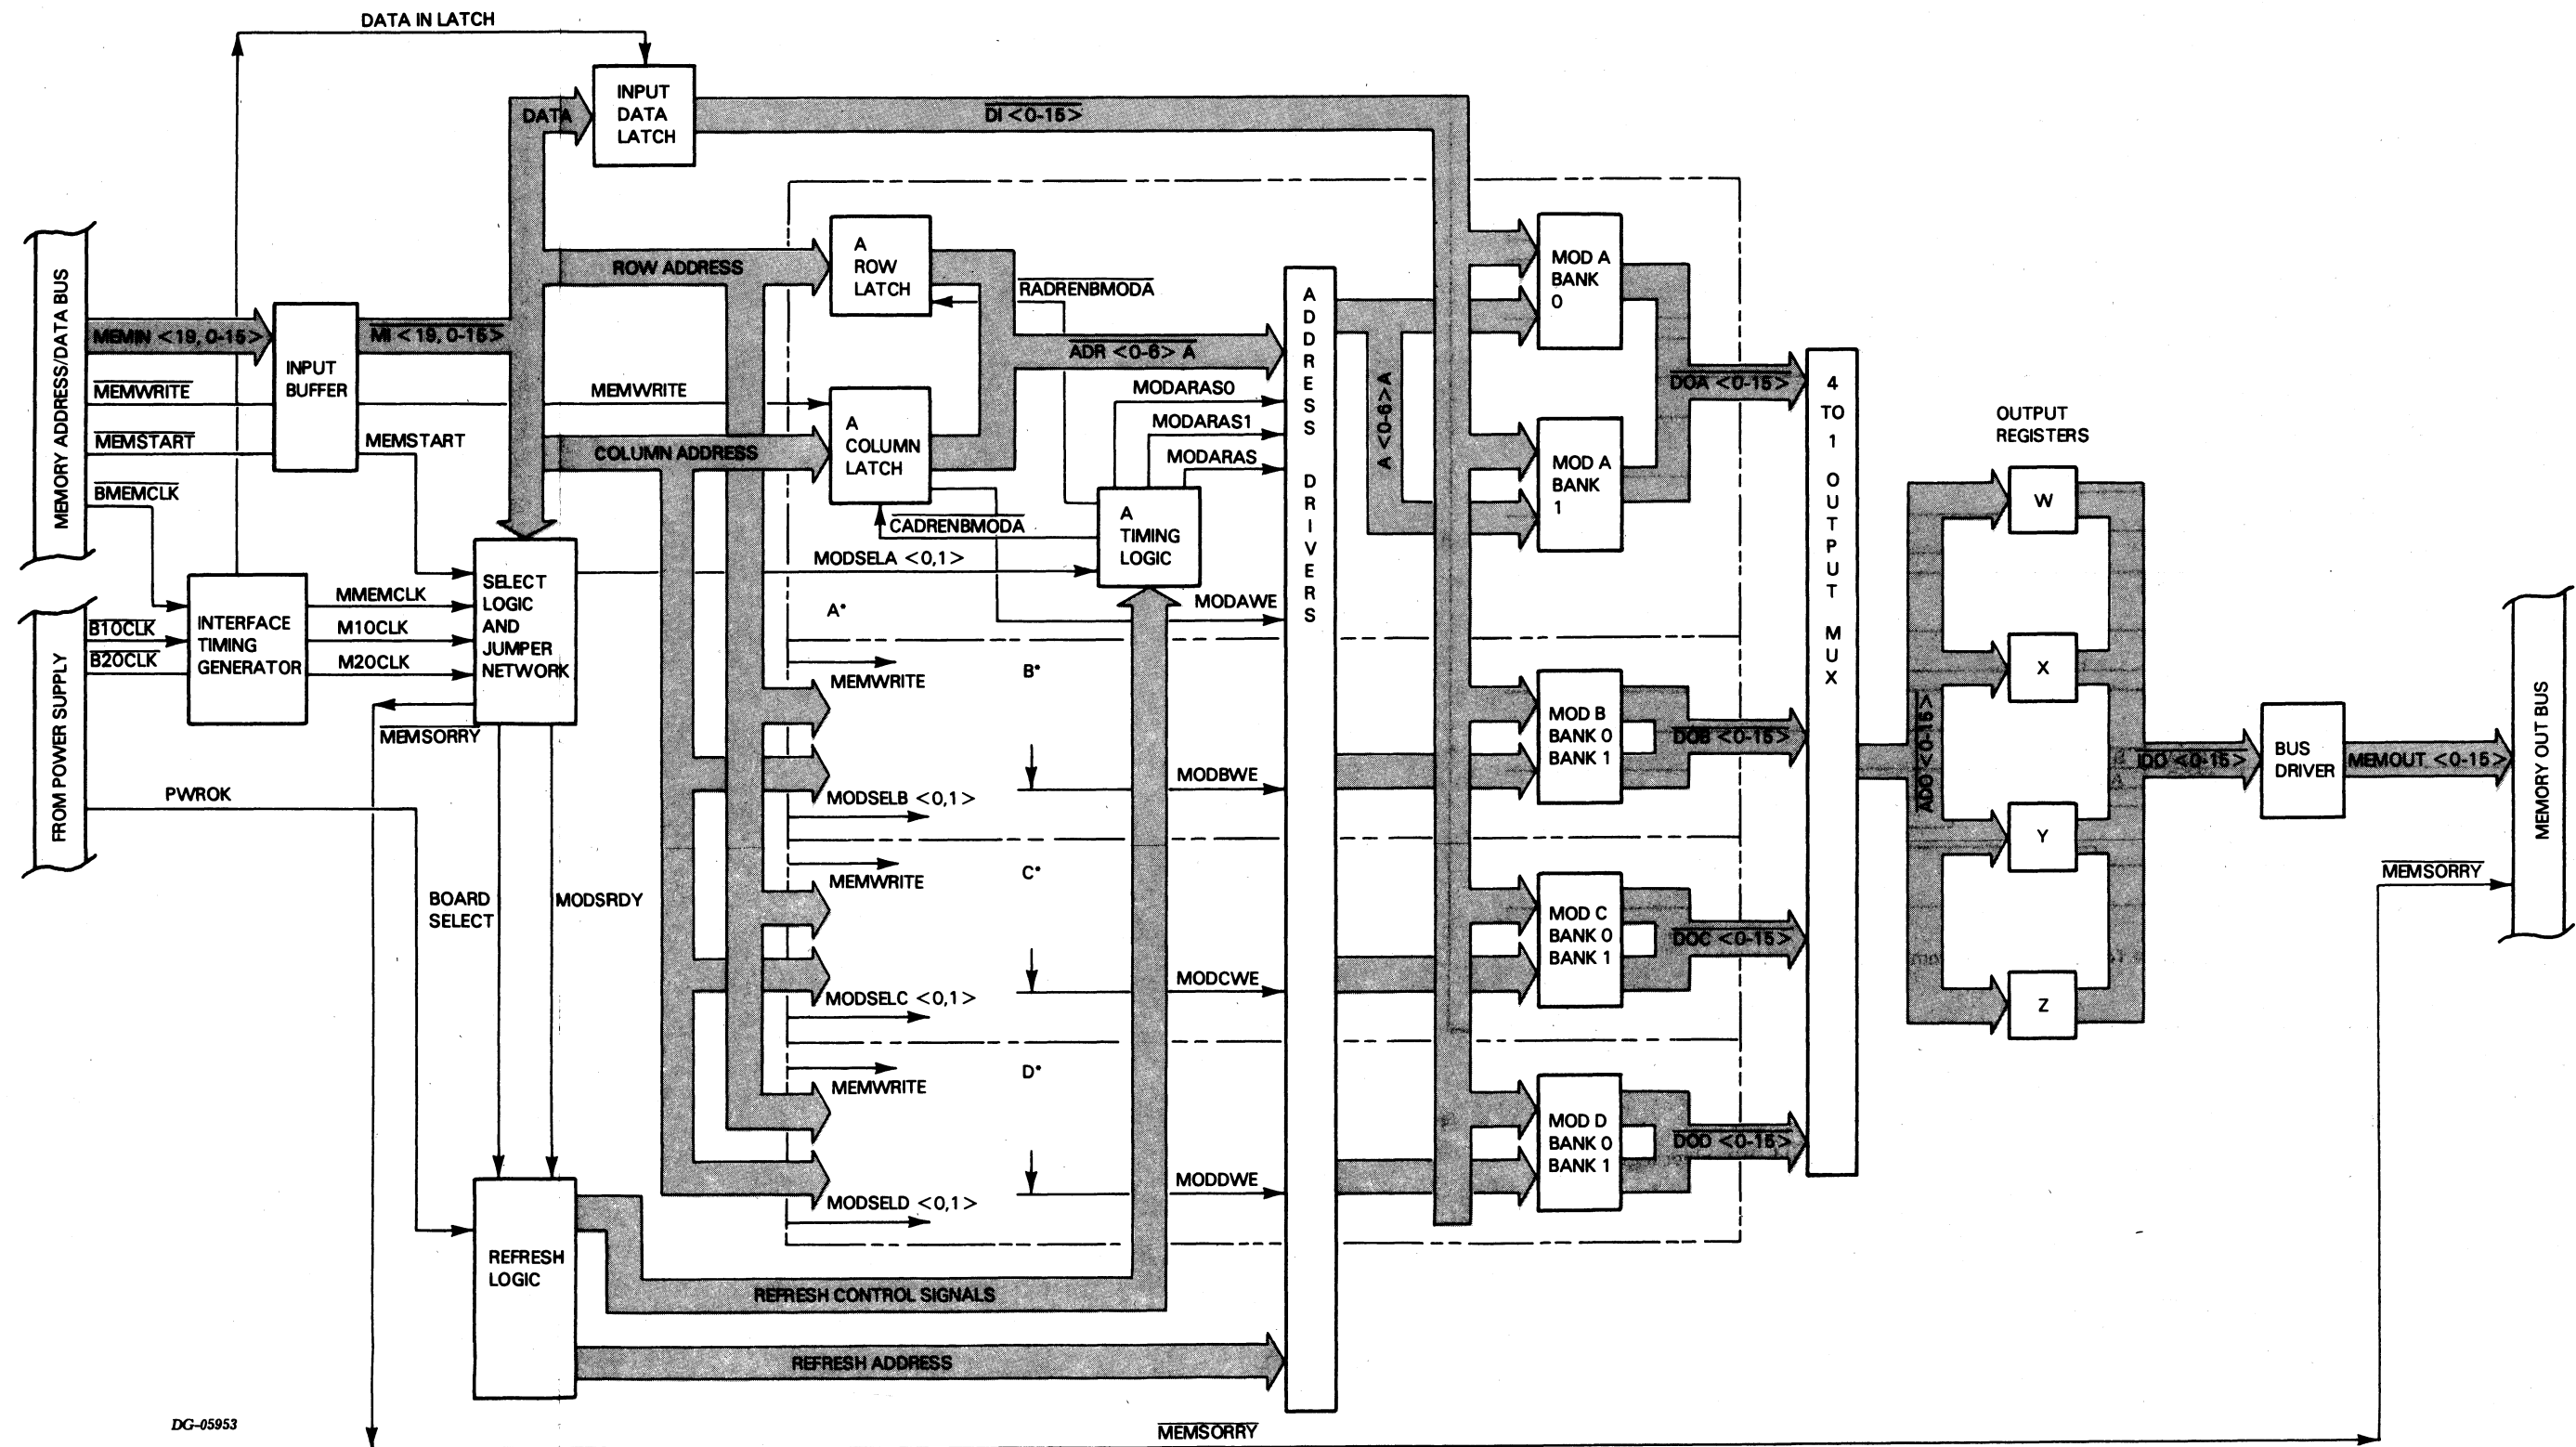 DATA IN LATCH
INPUT
DATA
LATCH
DATA
DI <0-15>
MEMORY ADDRESS/DATA BUS
MEMIN <19, 0-15>
MEMWRITE
MEMSTART
BMEMCLK
INPUT
BUFFER
MI <19, 0-15>
MEMSTART
ROW ADDRESS
MEMWRITE
COLUMN ADDRESS
A
ROW
LATCH
A
COLUMN
LATCH
RADRENBMODA
ADR <0-6> A
MODARAS0
MODARAS1
MODARAS
CADRENBMODA
A
TIMING
LOGIC
MODSELA <0,1>
MODAWE
A*
ADDRESS DRIVERS
A <0-6>A
MOD A
BANK
0
MOD A
BANK
1
DOA <0-15>
4
TO
1
OUTPUT
MUX
OUTPUT
REGISTERS
W
X
Y
Z
ADO <0-15>
IDO <0-15>
BUS
DRIVER
MEMOUT <0-15>
MEMORY OUT BUS
MEMSORRY
FROM POWER SUPPLY
B10CLK
B20CLK
PWROK
INTERFACE
TIMING
GENERATOR
MMEMCLK
M10CLK
M20CLK
SELECT
LOGIC
AND
JUMPER
NETWORK
MEMSORRY
BOARD
SELECT
MODSRDY
MEMWRITE
B*
MODSELB <0,1>
MODBWE
MOD B
BANK 0
BANK 1
DOB <0-15>
MEMWRITE
C*
MODSELC <0,1>
MODCWE
MOD C
BANK 0
BANK 1
DOC <0-15>
MEMWRITE
D*
MODSELD <0,1>
MODDWE
MOD D
BANK 0
BANK 1
DOD <0-15>
REFRESH
LOGIC
REFRESH CONTROL SIGNALS
REFRESH ADDRESS
DG-05953
MEMSORRY